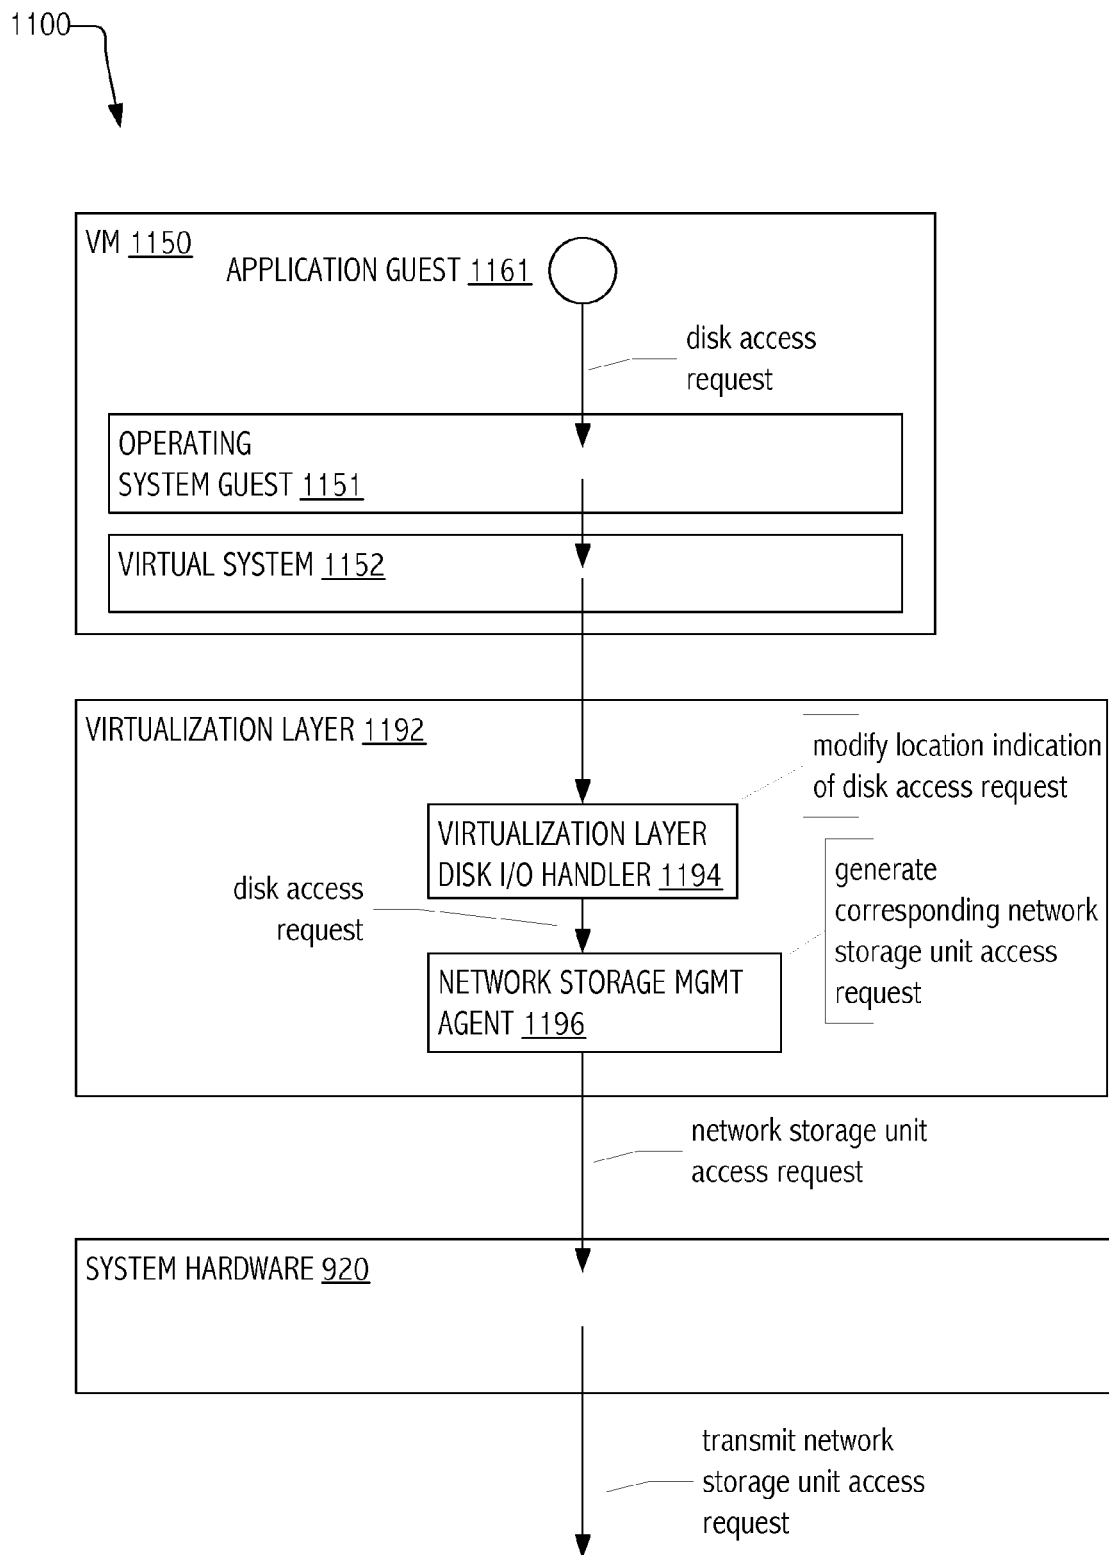 1100
VM 1150
APPLICATION GUEST 1161
disk access
request
OPERATING
SYSTEM GUEST 1151
VIRTUAL SYSTEM 1152
VIRTUALIZATION LAYER 1192
modify location indication
of disk access request
VIRTUALIZATION LAYER
DISK I/O HANDLER 1194
disk access
request
generate
corresponding network
storage unit access
request
NETWORK STORAGE MGMT
AGENT 1196
network storage unit
access request
SYSTEM HARDWARE 920
transmit network
storage unit access
request